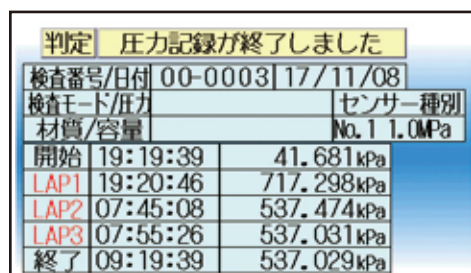 判定 圧力記録が終了しました
検査番号/日付 00-0003 17/11/08
検査モード/圧力 センサー種別
材質/容量 No.1 1.0MPa
開始 19:19:39 41.681kPa
LAP1 19:20:46 717.298kPa
LAP2 07:45:08 537.474kPa
LAP3 07:55:26 537.031kPa
終了 09:19:39 537.029kPa